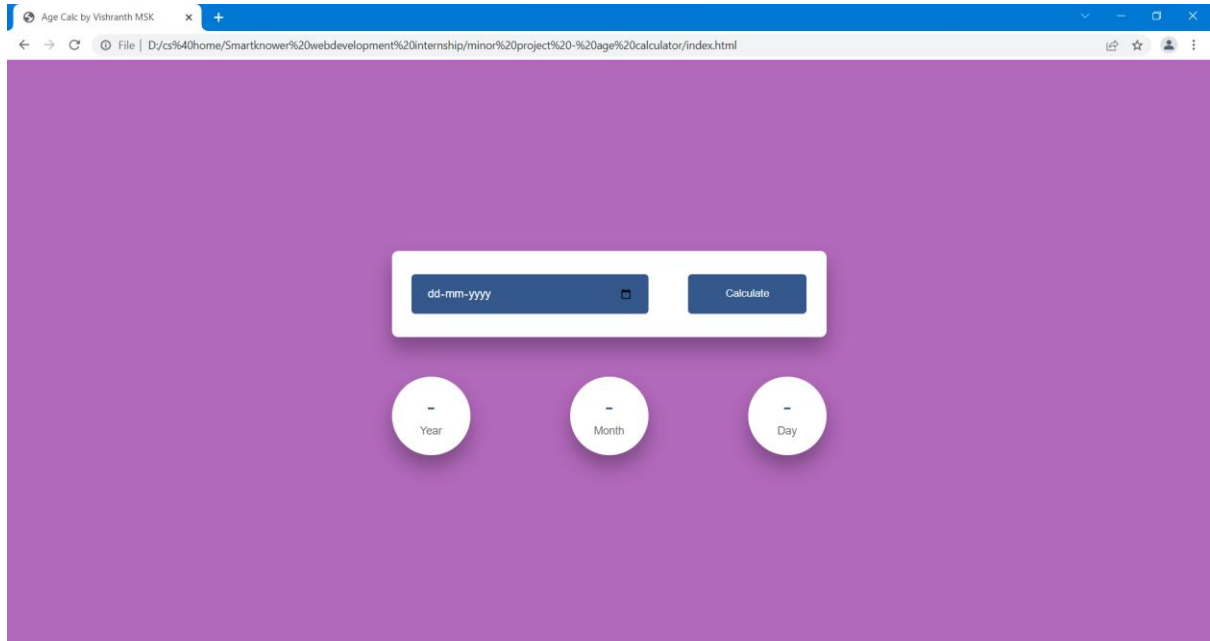 Age Calc by Vishranth MSK
File | D:/cs%40home/Smartknower%20webdevelopment%20internship/minor%20project%20-%20age%20calculator/index.html
dd-mm-yyyy Calculate
- - -
Year Month Day